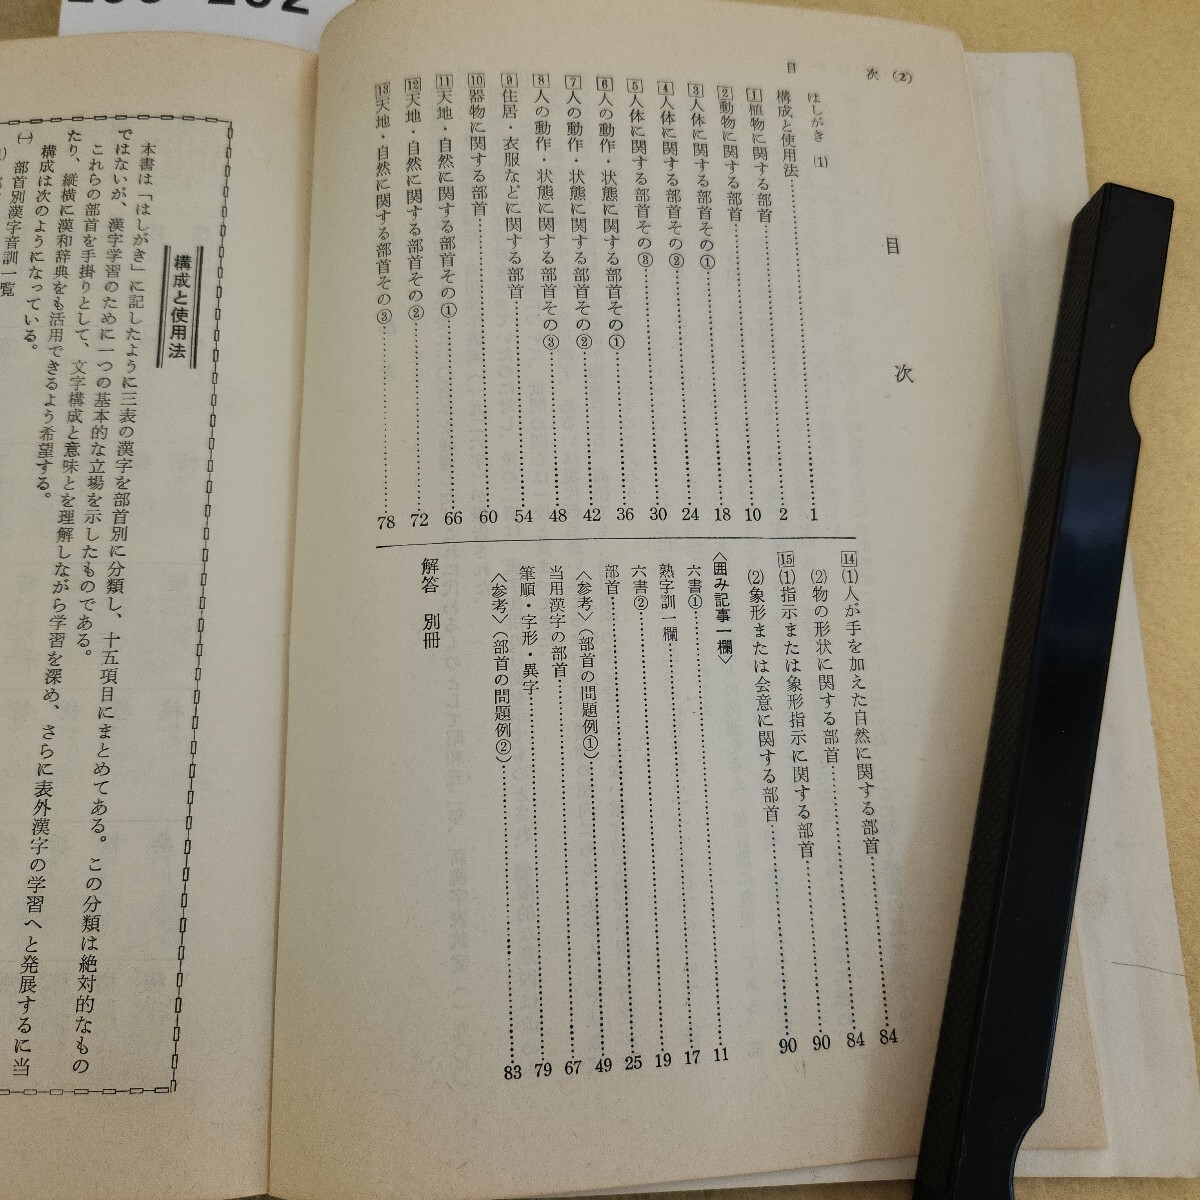 目　次 (2)
目　次
はしがき (1)
構成と使用法……1
1 植物に関する部首……2
2 動物に関する部首……10
3 人体に関する部首その①……18
4 人体に関する部首その②……24
5 人体に関する部首その③……30
6 人の動作・状態に関する部首その①……36
7 人の動作・状態に関する部首その②……42
8 人の動作・状態に関する部首その③……48
9 住居・衣服などに関する部首……54
10 器物に関する部首……60
11 天地・自然に関する部首その①……66
12 天地・自然に関する部首その②……72
13 天地・自然に関する部首その③……78
14 (1)人が手を加えた自然に関する部首……84
(2)物の形状に関する部首……84
15 (1)指示または象形指示に関する部首……90
(2)象形または会意に関する部首……90
〈囲み記事一欄〉
六書①……11
熟字訓一欄……17
六書②……19
部首……25
〈参考〉(部首の問題例①)……49
当用漢字の部首……67
筆順・字形・異字……79
〈参考〉(部首の問題例②)……83
解答　別冊
構成と使用法
本書は「はしがき」に記したように三表の漢字を部首別に分類し、十五項目にまとめてある。この分類は絶対的なもの
ではないが、漢字学習のために一つの基本的な立場を示したものである。
これらの部首を手掛りとして、文字構成と意味とを理解しながら学習を深め、さらに表外漢字の学習へと発展するに当
たり、縦横に漢和辞典をも活用できるよう希望する。
構成は次のようになっている。
㈠　部首別漢字音訓一覧